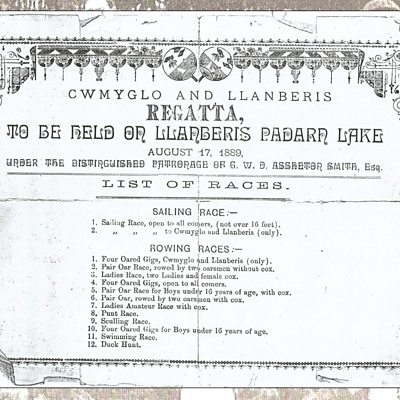 CWMYGLO AND LLANBERIS
REGATTA,
TO BE HELD ON LLANBERIS PADARN LAKE
AUGUST 17, 1889,
UNDER THE DISTINGUISHED PATRONAGE OF G. W. D. ASSHETON SMITH, Esq.
LIST OF RACES.
SAILING RACE:—
1. Sailing Race, open to all comers, (not over 16 feet).
2. " " " to Cwmyglo and Llanberis (only).
ROWING RACES:—
1. Four Oared Gigs, Cwmyglo and Llanberis (only).
2. Pair Oar Race, rowed by two oarsmen without cox.
3. Ladies Race, two Ladies and female cox.
4. Four Oared Gigs, open to all comers.
5. Pair Oar Race for Boys under 16 years of age, with cox.
6. Pair Oar, rowed by two oarsmen with cox.
7. Ladies Amateur Race with cox.
8. Punt Race.
9. Sculling Race.
10. Four Oared Gigs for Boys under 16 years of age.
11. Swimming Race.
12. Duck Hunt.